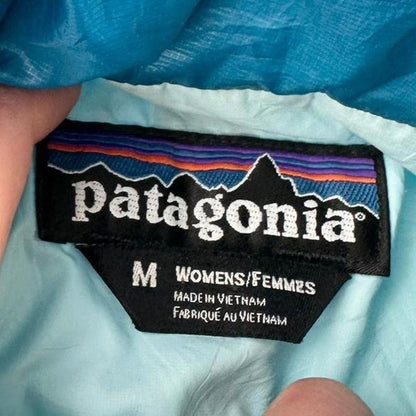 patagonia®
M WOMENS/FEMMES
MADE IN VIETNAM
FABRIQUÉ AU VIETNAM